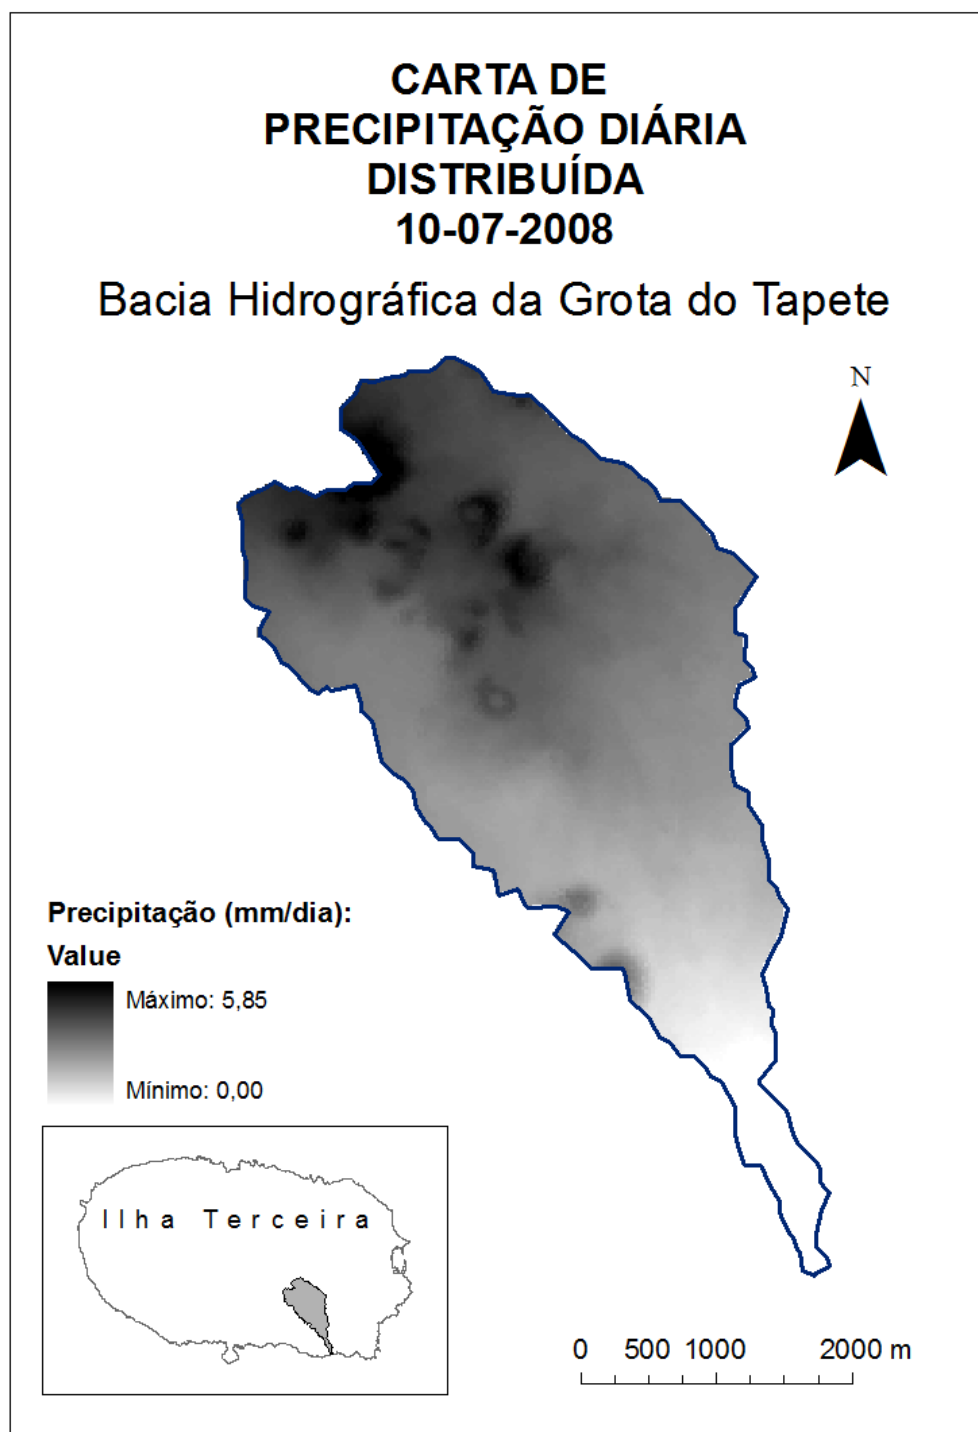 CARTA DE
PRECIPITAÇÃO DIÁRIA
DISTRIBUÍDA
10-07-2008
Bacia Hidrográfica da Grota do Tapete
N
Precipitação (mm/dia):
Value
Máximo: 5,85
Mínimo: 0,00
Ilha Terceira
0 500 1000 2000 m